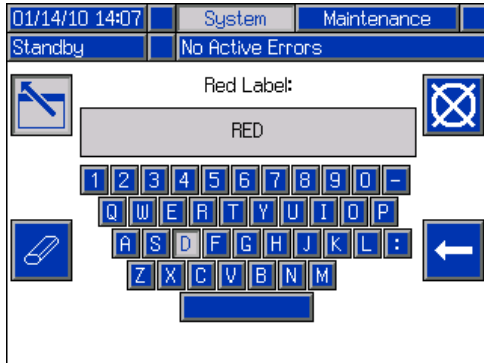 01/14/10 14:07 System Maintenance
Standby No Active Errors
Red Label:
RED
1 2 3 4 5 6 7 8 9 0 -
Q W E R T Y U I O P
A S D F G H J K L :
Z X C V B N M